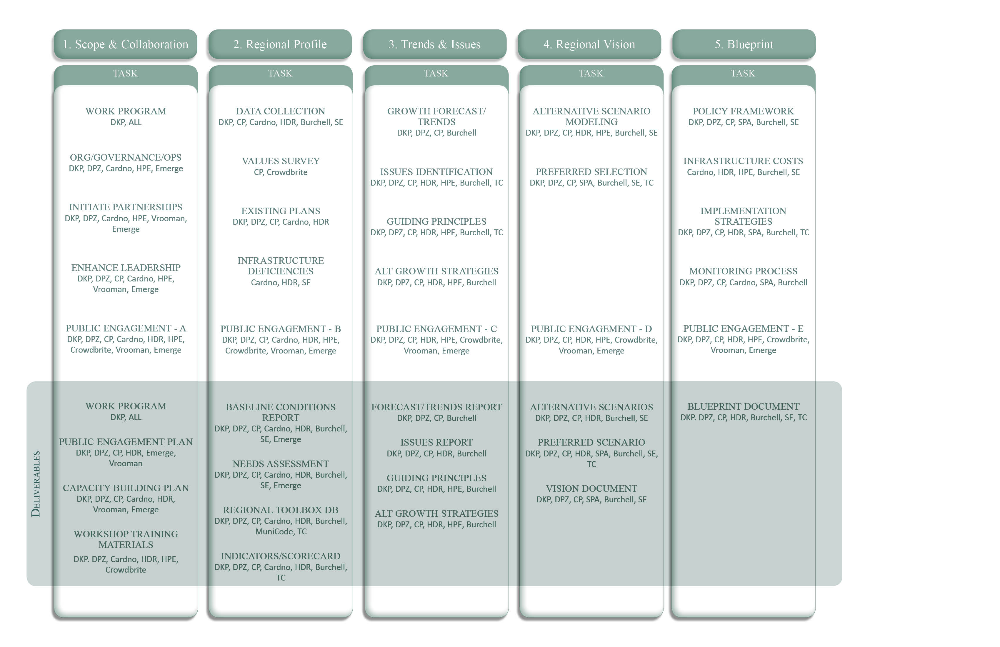 1. Scope & Collaboration
TASK
WORK PROGRAM
DKP, ALL
ORG/GOVERNANCE/OPS
DKP, DPZ, Cardno, HPE, Emerge
INITIATE PARTNERSHIPS
DKP, DPZ, Cardno, HPE, Vrooman,
Emerge
ENHANCE LEADERSHIP
DKP, DPZ, CP, Cardno, HPE,
Vrooman, Emerge
PUBLIC ENGAGEMENT - A
DKP, DPZ, CP, Cardno, HDR, HPE,
Crowdbrite, Vrooman, Emerge
2. Regional Profile
TASK
DATA COLLECTION
DKP, CP, Cardno, HDR, Burchell, SE
VALUES SURVEY
CP, Crowdbrite
EXISTING PLANS
DKP, DPZ, CP, Cardno, HDR
INFRASTRUCTURE
DEFICIENCIES
Cardno, HDR, SE
PUBLIC ENGAGEMENT - B
DKP, DPZ, CP, Cardno, HDR, HPE,
Crowdbrite, Vrooman, Emerge
3. Trends & Issues
TASK
GROWTH FORECAST/
TRENDS
DKP, DPZ, CP, Burchell
ISSUES IDENTIFICATION
DKP, DPZ, CP, HDR, HPE, Burchell, TC
GUIDING PRINCIPLES
DKP, DPZ, CP, HDR, HPE, Burchell, TC
ALT GROWTH STRATEGIES
DKP, DPZ, CP, HDR, HPE, Burchell
PUBLIC ENGAGEMENT - C
DKP, DPZ, CP, HDR, HPE, Crowdbrite,
Vrooman, Emerge
4. Regional Vision
TASK
ALTERNATIVE SCENARIO
MODELING
DKP, DPZ, CP, HDR, HPE, Burchell, SE
PREFERRED SELECTION
DKP, DPZ, CP, SPA, Burchell, SE, TC
PUBLIC ENGAGEMENT - D
DKP, DPZ, CP, HDR, HPE, Crowdbrite,
Vrooman, Emerge
5. Blueprint
TASK
POLICY FRAMEWORK
DKP, DPZ, CP, SPA, Burchell, SE
INFRASTRUCTURE COSTS
Cardno, HDR, HPE, Burchell, SE
IMPLEMENTATION
STRATEGIES
DKP, DPZ, CP, HDR, SPA, Burchell, TC
MONITORING PROCESS
DKP, DPZ, CP, Cardno, SPA, Burchell
PUBLIC ENGAGEMENT - E
DKP, DPZ, CP, HDR, HPE, Crowdbrite,
Vrooman, Emerge
DELIVERABLES
WORK PROGRAM
DKP, ALL
PUBLIC ENGAGEMENT PLAN
DKP, DPZ, CP, HDR, Emerge,
Vrooman
CAPACITY BUILDING PLAN
DKP, DPZ, CP, Cardno, HDR,
Vrooman, Emerge
WORKSHOP TRAINING
MATERIALS
DKP. DPZ, Cardno, HDR, HPE,
Crowdbrite
BASELINE CONDITIONS
REPORT
DKP, DPZ, CP, Cardno, HDR, Burchell,
SE, Emerge
NEEDS ASSESSMENT
DKP, DPZ, CP, Cardno, HDR, Burchell,
SE, Emerge
REGIONAL TOOLBOX DB
DKP, DPZ, CP, Cardno, HDR, Burchell,
MuniCode, TC
INDICATORS/SCORECARD
DKP, DPZ, CP, Cardno, HDR, Burchell,
TC
FORECAST/TRENDS REPORT
DKP, DPZ, CP, Burchell
ISSUES REPORT
DKP, DPZ, CP, HDR, Burchell
GUIDING PRINCIPLES
DKP, DPZ, CP, HDR, HPE, Burchell
ALT GROWTH STRATEGIES
DKP, DPZ, CP, HDR, HPE, Burchell
ALTERNATIVE SCENARIOS
DKP, DPZ, CP, HDR, Burchell, SE
PREFERRED SCENARIO
DKP, DPZ, CP, HDR, SPA, Burchell, SE,
TC
VISION DOCUMENT
DKP, DPZ, CP, SPA, Burchell, SE
BLUEPRINT DOCUMENT
DKP. DPZ, CP, HDR, Burchell, SE, TC